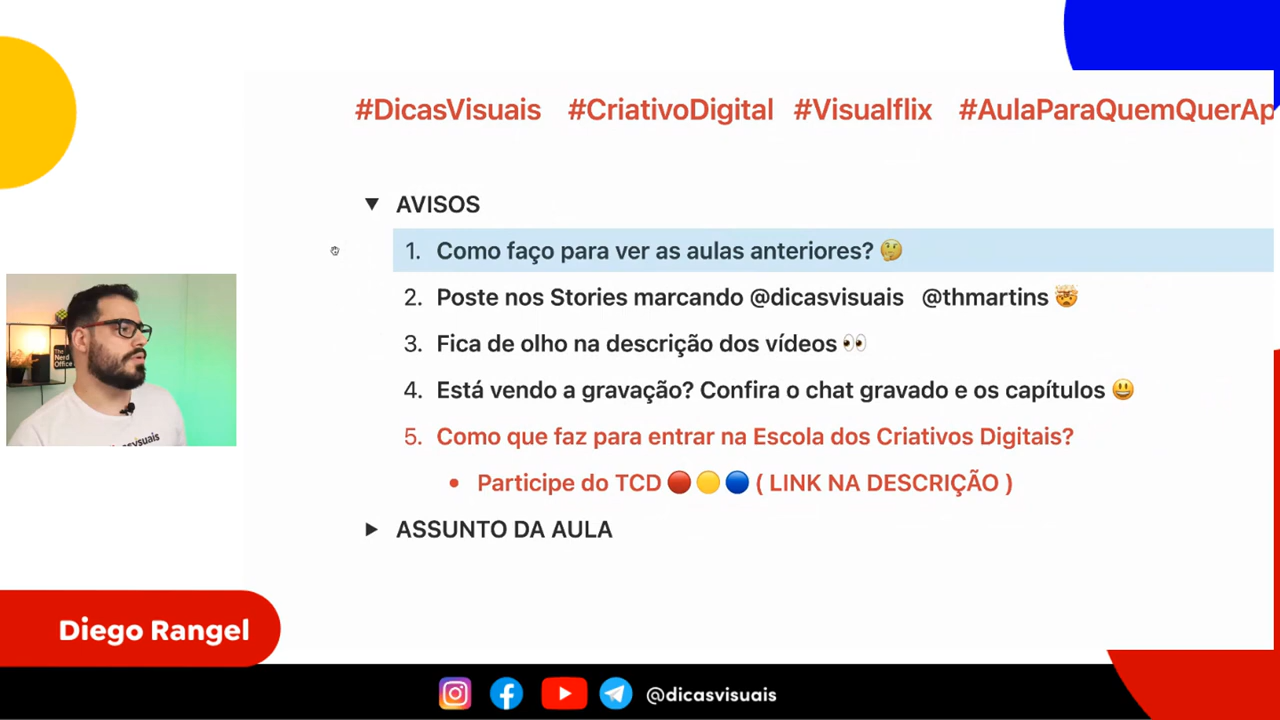 #DicasVisuais #CriativoDigital #Visualflix #AulaParaQuemQuerAp
AVISOS
1. Como faço para ver as aulas anteriores? 🤔
2. Poste nos Stories marcando @dicasvisuais @thmartins 🤯
3. Fica de olho na descrição dos vídeos 👀
4. Está vendo a gravação? Confira o chat gravado e os capítulos 😃
5. Como que faz para entrar na Escola dos Criativos Digitais?
• Participe do TCD 🔴 🟡 🔵 ( LINK NA DESCRIÇÃO )
ASSUNTO DA AULA
The
Nerd
Office
Diego Rangel
@dicasvisuais